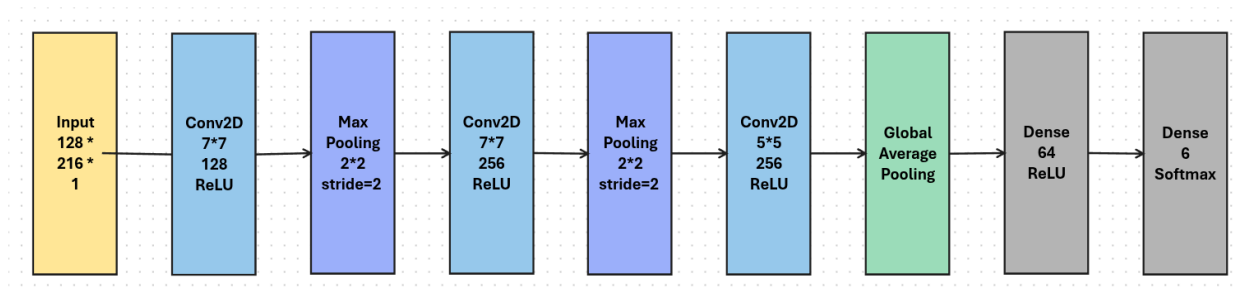 Input
128 *
216 *
1
Conv2D
7*7
128
ReLU
Max
Pooling
2*2
stride=2
Conv2D
7*7
256
ReLU
Max
Pooling
2*2
stride=2
Conv2D
5*5
256
ReLU
Global
Average
Pooling
Dense
64
ReLU
Dense
6
Softmax